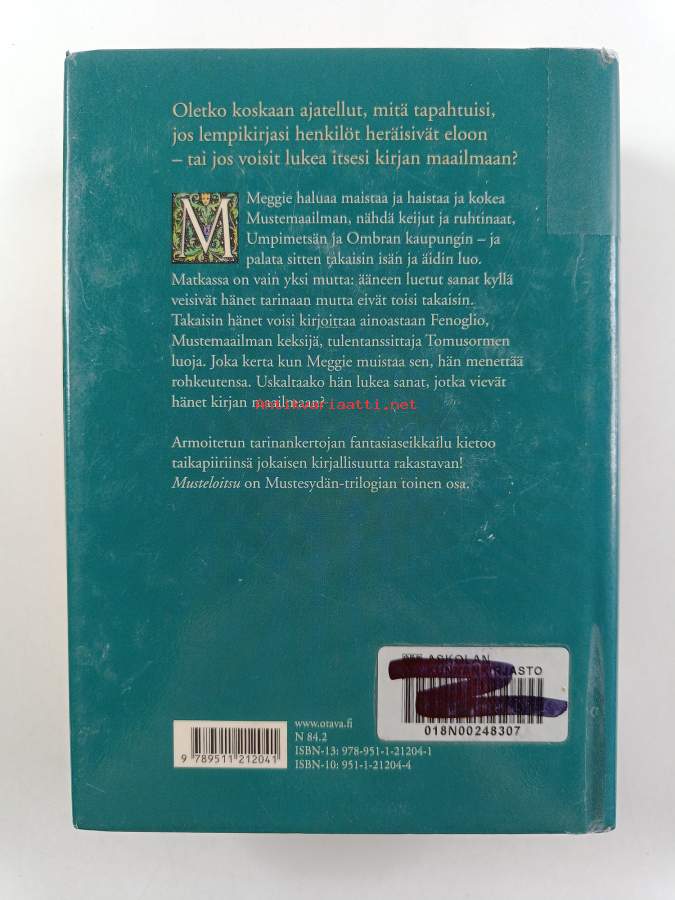 Oletko koskaan ajatellut, mitä tapahtuisi,
jos lempikirjasi henkilöt heräisivät eloon
– tai jos voisit lukea itsesi kirjan maailmaan?
M Meggie haluaa maistaa ja haistaa ja kokea
Mustemaailman, nähdä keijut ja ruhtinaat,
Umpimetsän ja Ombran kaupungin – ja
palata sitten takaisin isän ja äidin luo.
Matkassa on vain yksi mutta: ääneen luetut sanat kyllä
veisivät hänet tarinaan mutta eivät toisi takaisin.
Takaisin hänet voisi kirjoittaa ainoastaan Fenoglio,
Mustemaailman keksijä, tulentanssittaja Tomusormen
luoja. Joka kerta kun Meggie muistaa sen, hän menettää
rohkeutensa. Uskaltaako hän lukea sanat, jotka vievät
hänet kirjan maailmaan?
Antikvariaatti.net
Armoitetun tarinankertojan fantasiaseikkailu kietoo
taikapiiriinsä jokaisen kirjallisuutta rakastavan!
Musteloitsu on Mustesydän-trilogian toinen osa.
ASKOLAN
018N00248307
www.otava.fi
N 84.2
ISBN-13: 978-951-1-21204-1
ISBN-10: 951-1-21204-4
9 789511 212041